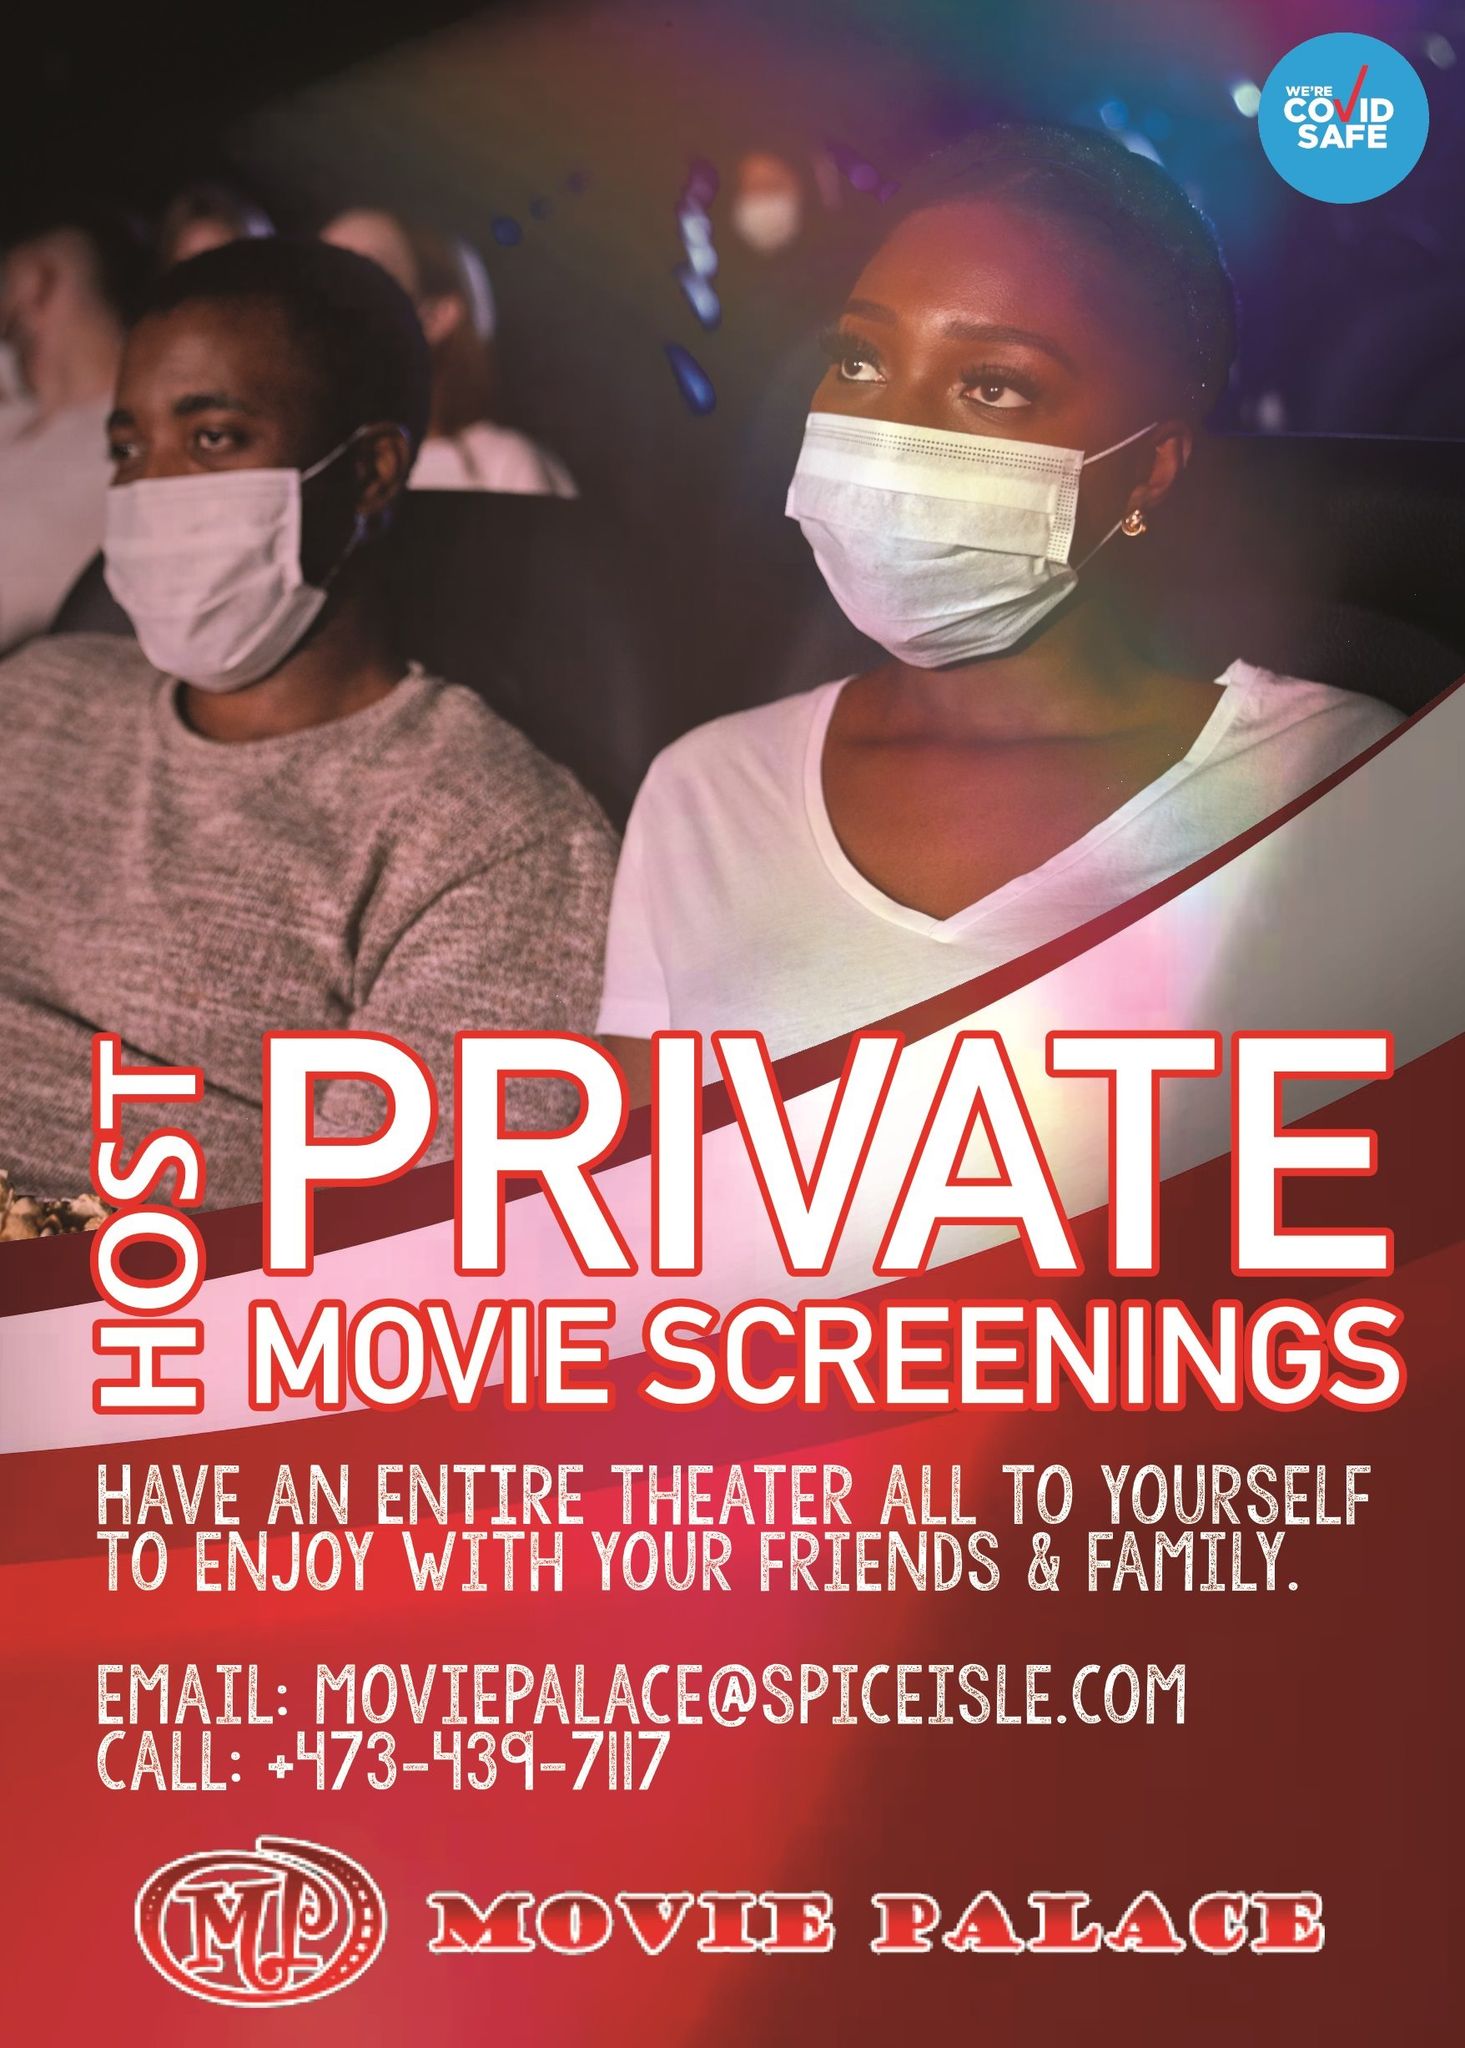 WE'RE
COVID
SAFE
HOST
PRIVATE
MOVIE SCREENINGS
HAVE AN ENTIRE THEATER ALL TO YOURSELF
TO ENJOY WITH YOUR FRIENDS & FAMILY.
EMAIL: MOVIEPALACE@SPICEISLE.COM
CALL: +473-439-7117
MP MOVIE PALACE